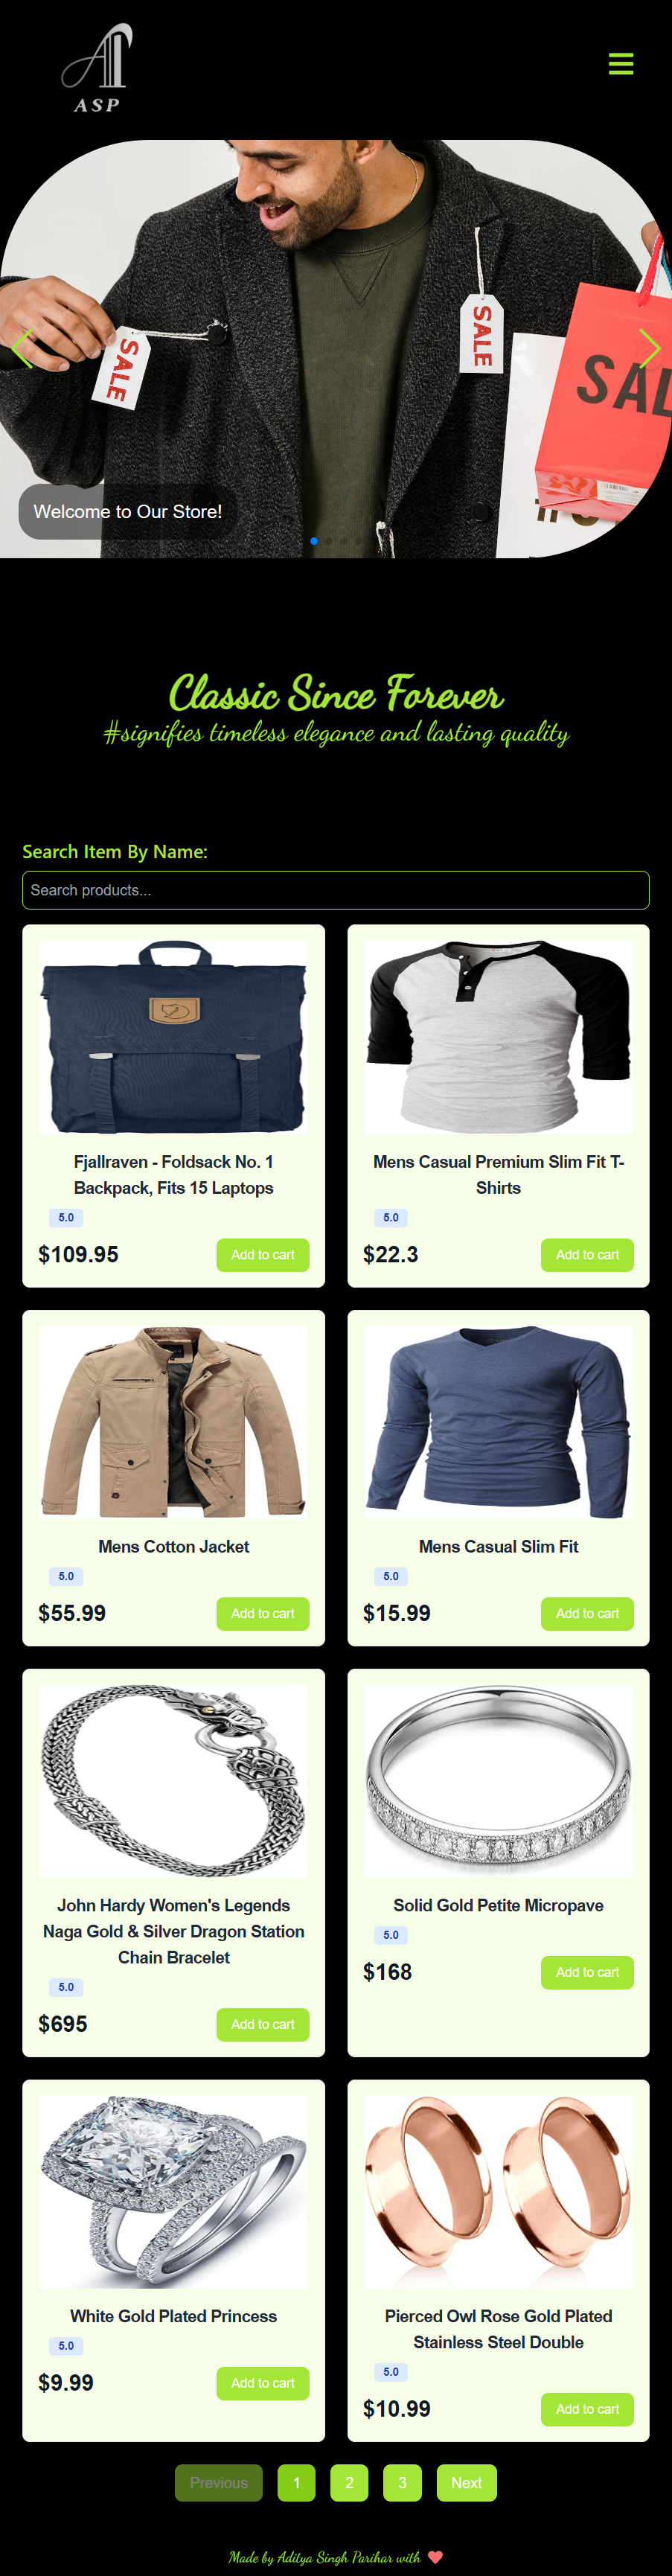 ASP
SALE
SALE
SAL
Welcome to Our Store!
Classic Since Forever
#signifies timeless elegance and lasting quality
Search Item By Name:
Search products...
Fjallraven - Foldsack No. 1
Backpack, Fits 15 Laptops
5.0
$109.95
Add to cart
Mens Casual Premium Slim Fit T-
Shirts
5.0
$22.3
Add to cart
Mens Cotton Jacket
5.0
$55.99
Add to cart
Mens Casual Slim Fit
5.0
$15.99
Add to cart
John Hardy Women's Legends
Naga Gold & Silver Dragon Station
Chain Bracelet
5.0
$695
Add to cart
Solid Gold Petite Micropave
5.0
$168
Add to cart
White Gold Plated Princess
5.0
$9.99
Add to cart
Pierced Owl Rose Gold Plated
Stainless Steel Double
5.0
$10.99
Add to cart
Previous
1
2
3
Next
Made by Aditya Singh Parihar with